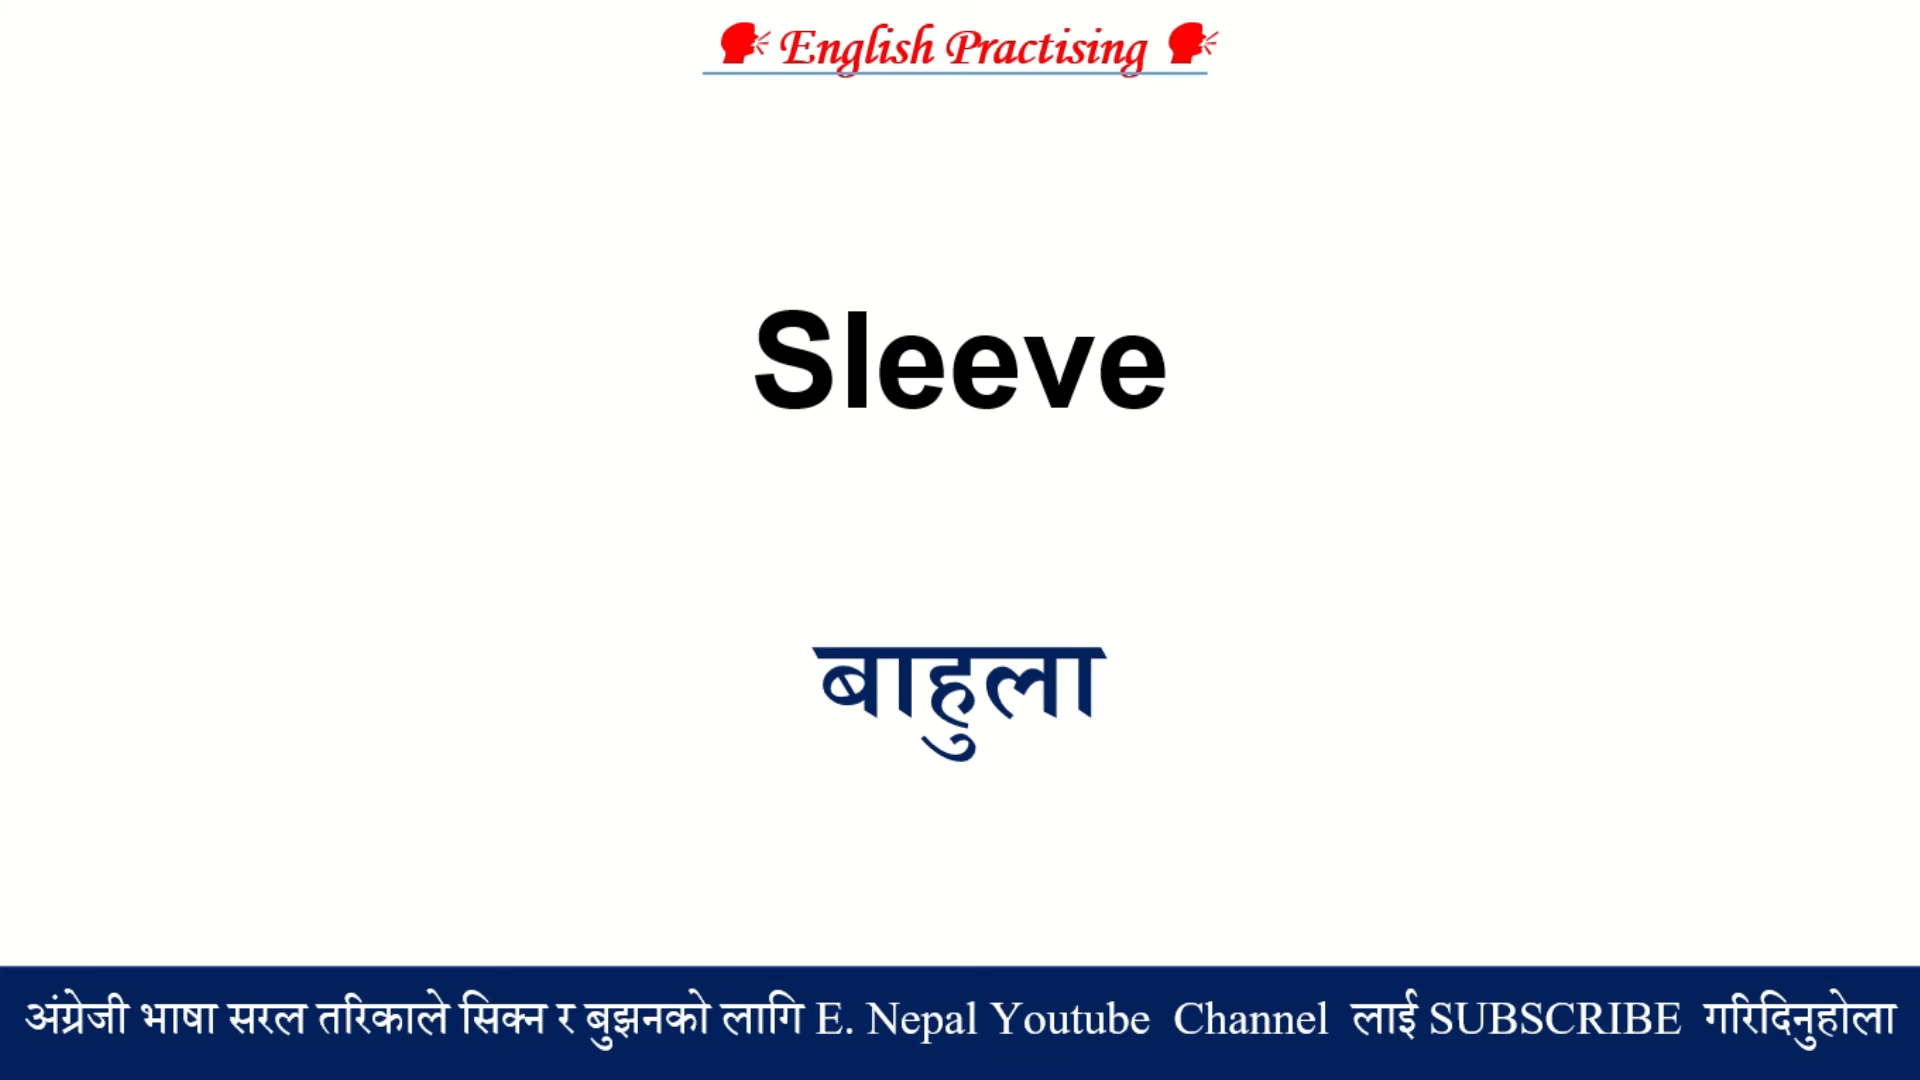 English Practising
Sleeve
बाहुला
अंग्रेजी भाषा सरल तरिकाले सिक्न र बुझनको लागि E. Nepal Youtube Channel लाई SUBSCRIBE गरिदिनुहोला